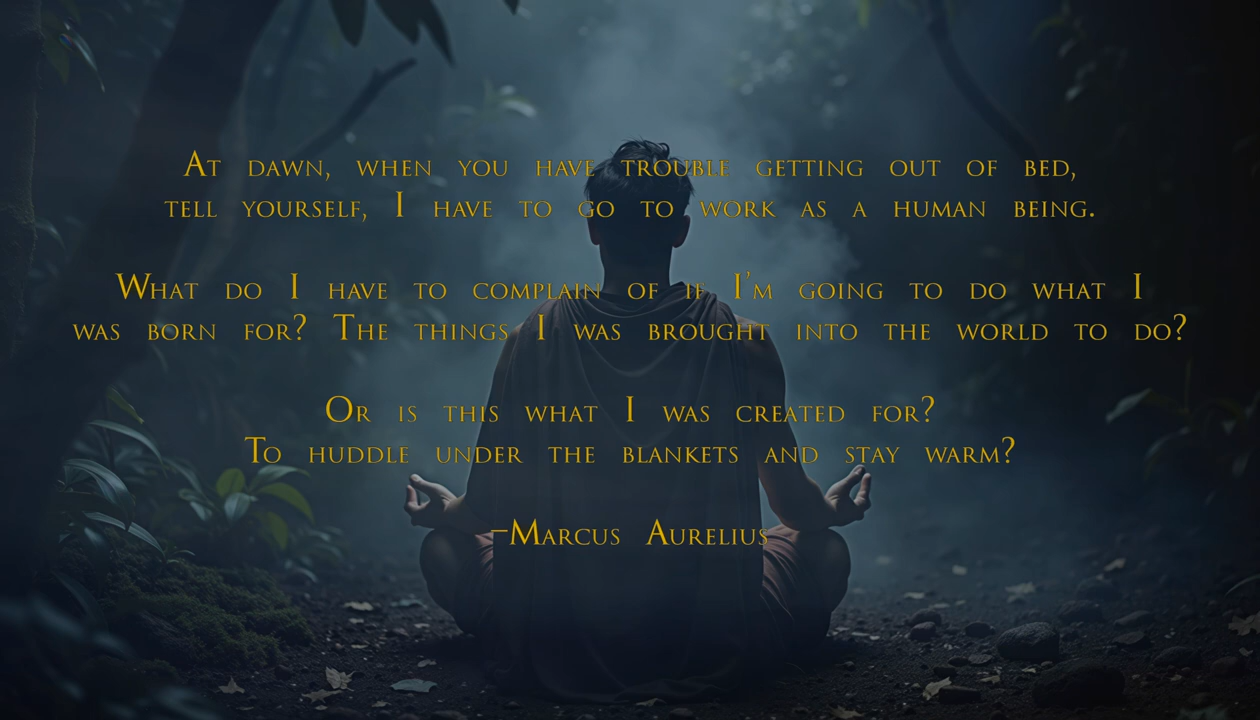 At dawn, when you have trouble getting out of bed,
tell yourself, I have to go to work as a human being.
What do I have to complain of if I'm going to do what I
was born for? The things I was brought into the world to do?
Or is this what I was created for?
To huddle under the blankets and stay warm?
–Marcus Aurelius